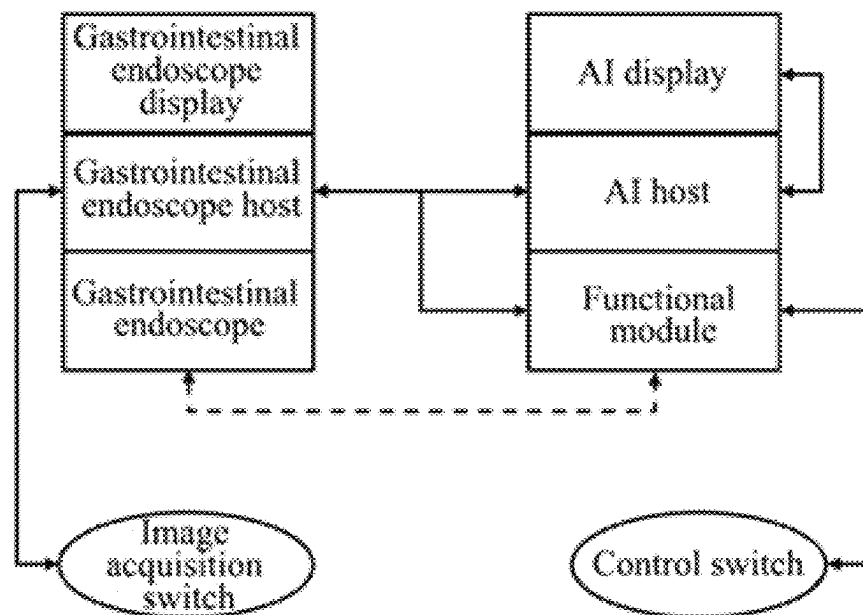 Gastrointestinal
endoscope
display
Gastrointestinal
endoscope host
Gastrointestinal
endoscope
AI display
AI host
Functional
module
Image
acquisition
switch
Control switch